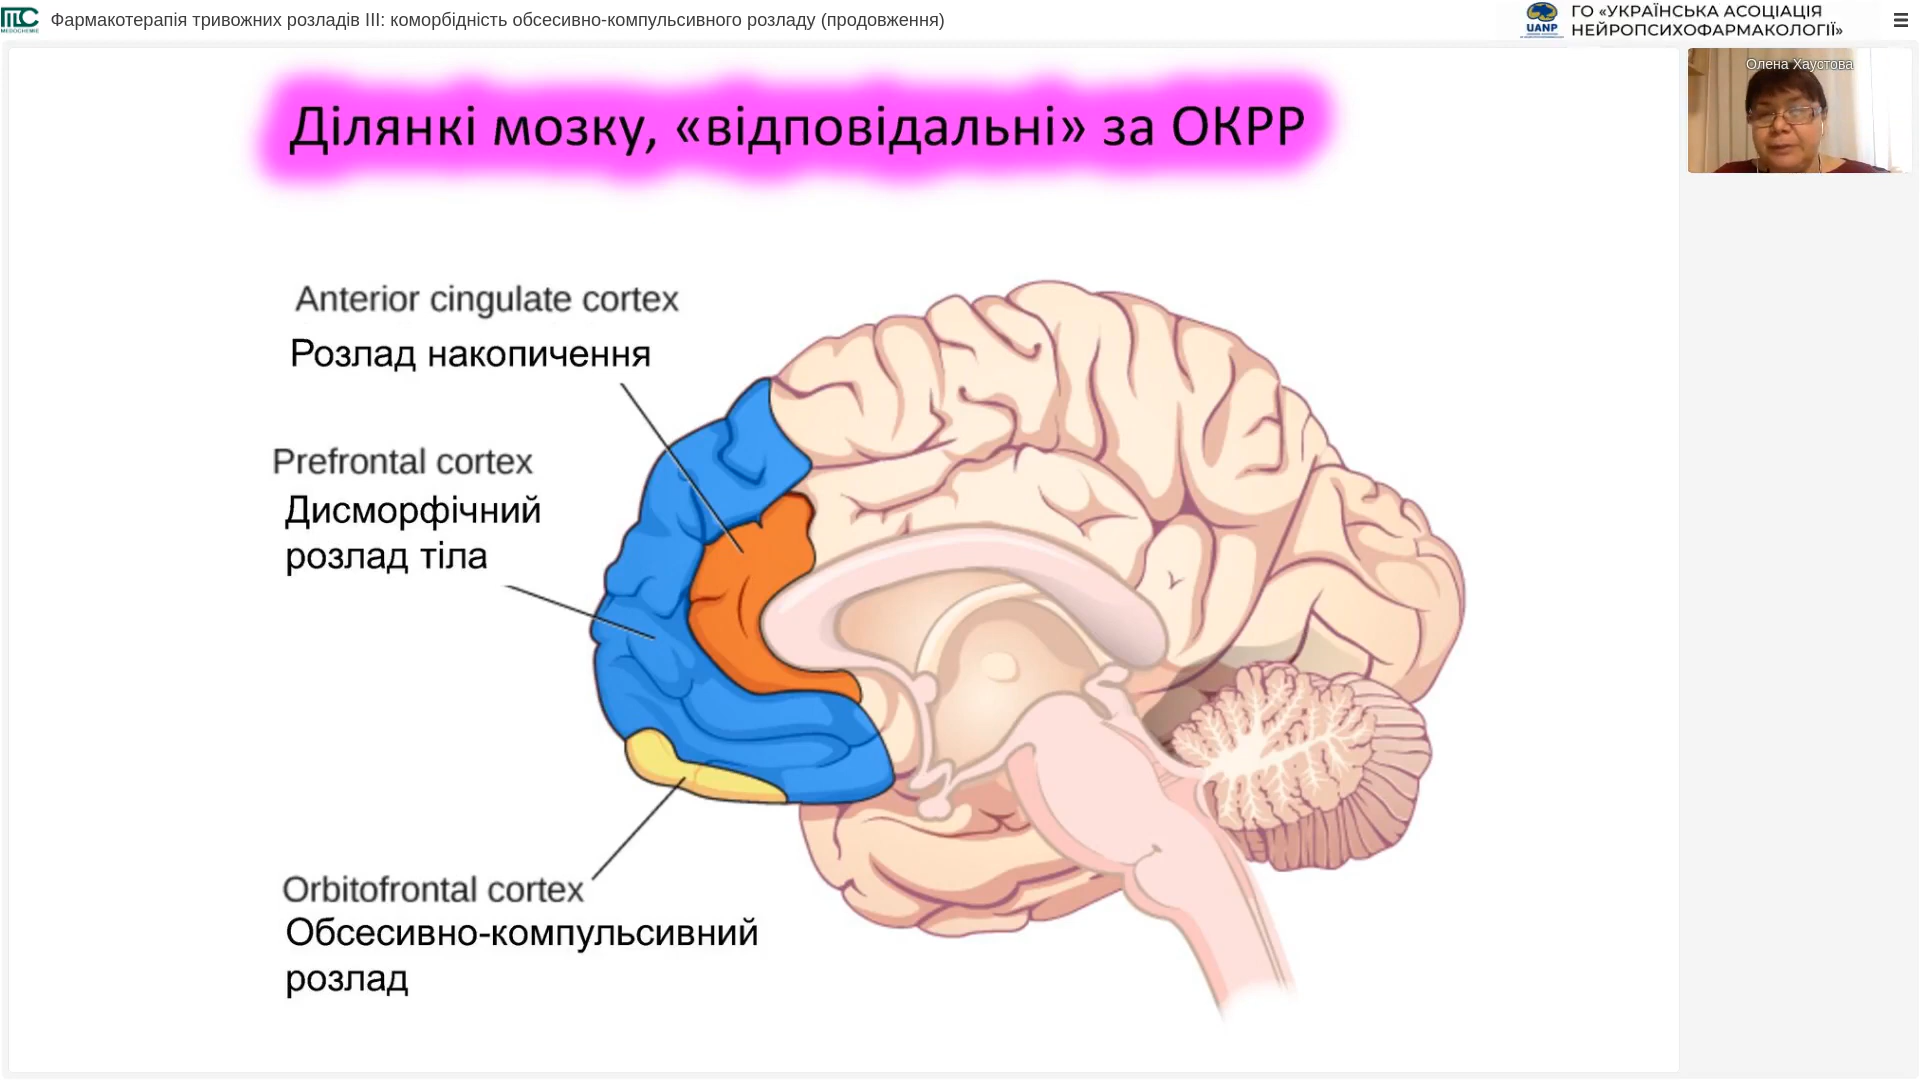 Фармакотерапія тривожних розладів III: коморбідність обсесивно-компульсивного розладу (продовження)
MEDOCHEMIE
UANP
ГО «УКРАЇНСЬКА АСОЦІАЦІЯ
НЕЙРОПСИХОФАРМАКОЛОГІЇ»
Олена Хаустова
Ділянкі мозку, «відповідальні» за ОКРР
Anterior cingulate cortex
Розлад накопичення
Prefrontal cortex
Дисморфічний
розлад тіла
Orbitofrontal cortex
Обсесивно-компульсивний
розлад